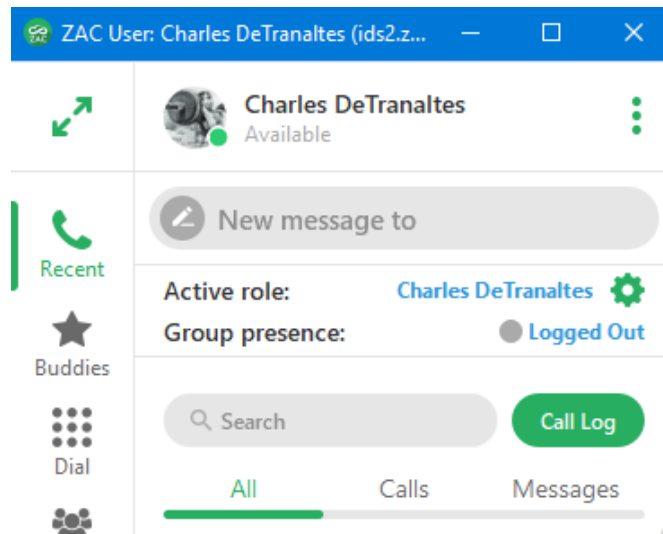 ZAC User: Charles DeTranaltes (ids2.z...
Charles DeTranaltes
Available
New message to
Recent
Active role: Charles DeTranaltes
Group presence: Logged Out
Buddies
Search Call Log
Dial
All Calls Messages